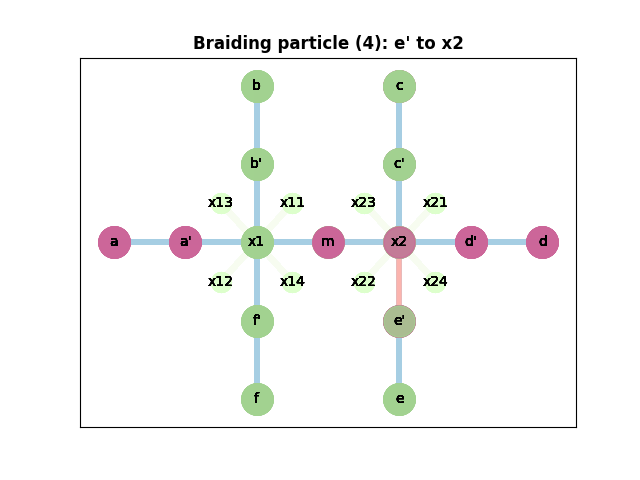 Braiding particle (4): e' to x2
b c
b' c'
x13 x11 x23 x21
a a' x1 m x2 d' d
x12 x14 x22 x24
f' e'
f e